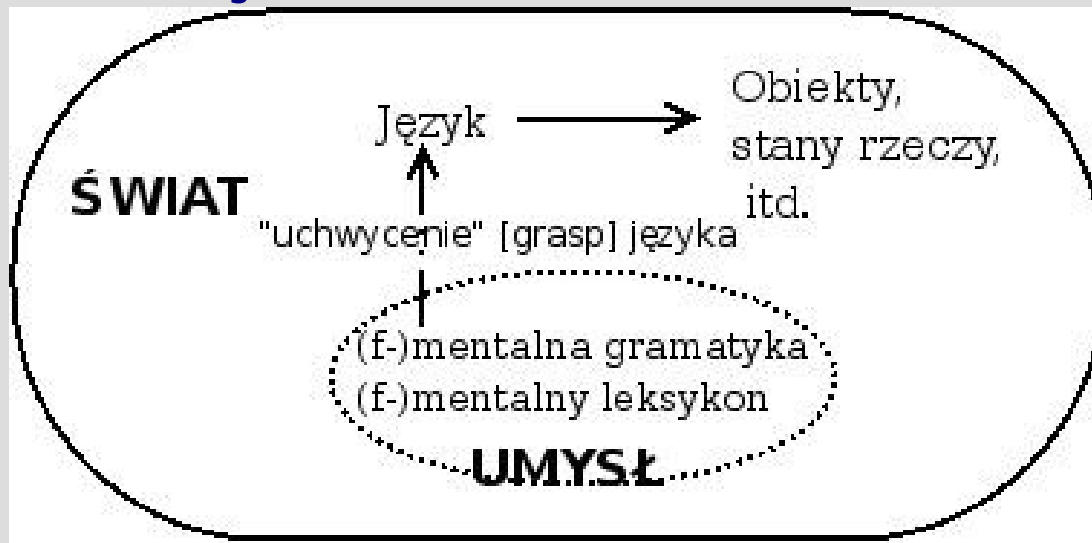 Obiekty,
Język
stany rzeczy,
ŚWIAT
itd.
"uchwycenie" [grasp] języka
(f-)mentalna gramatyka
(f-)mentalny leksykon
UMYSŁ